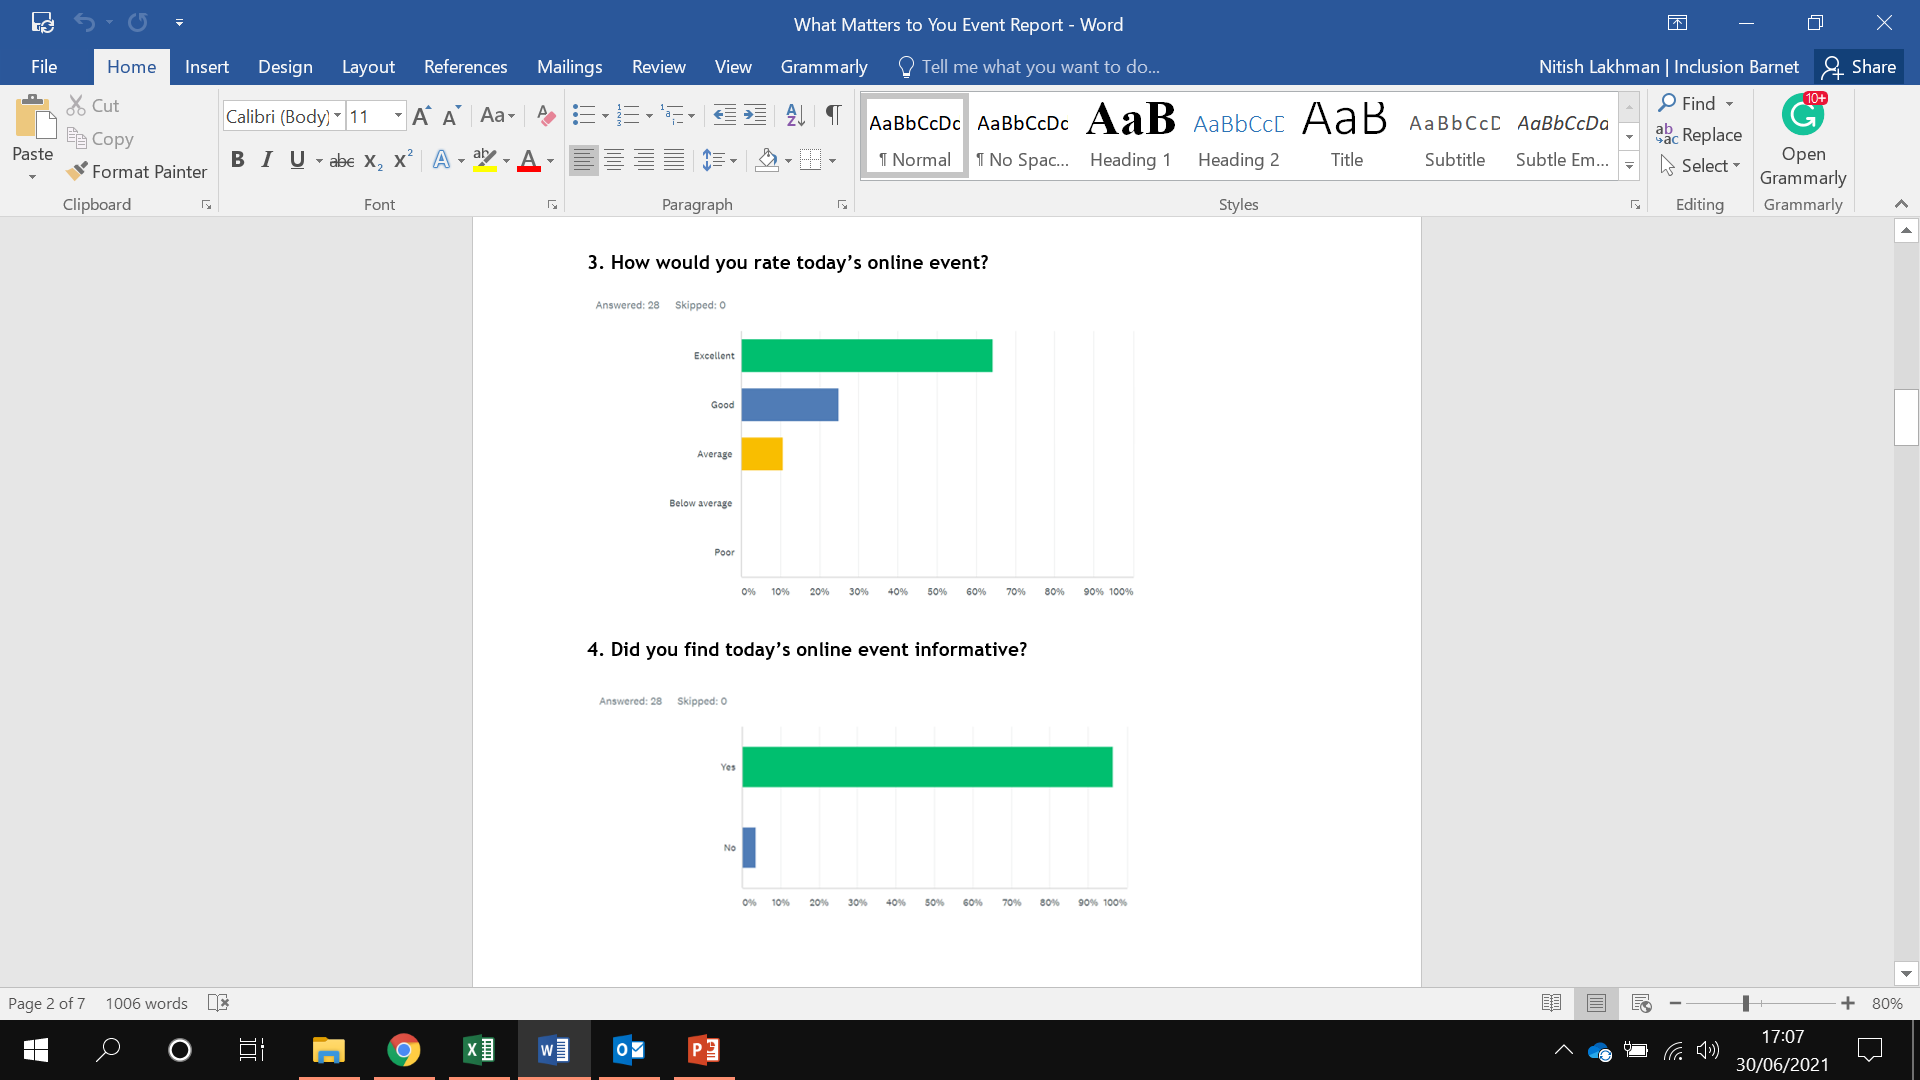 What Matters to You Event Report - Word
File Home Insert Design Layout References Mailings Review View Grammarly Tell me what you want to do... Nitish Lakhman | Inclusion Barnet Share
Paste
Cut
Copy
Format Painter
Clipboard
Calibri (Body) 11 Aa
B I U abc X₂ X² A ab A
Font
Paragraph
AaBbCcDc AaBbCcDc AaB AaBbCcD AaB AaBbCcD AaBbCcDd
¶ Normal ¶ No Spac... Heading 1 Heading 2 Title Subtitle Subtle Em...
Styles
Find
Replace
Select
Editing
10+
Open
Grammarly
Grammarly
3. How would you rate today’s online event?
Answered: 28 Skipped: 0
Excellent
Good
Average
Below average
Poor
0% 10% 20% 30% 40% 50% 60% 70% 80% 90% 100%
4. Did you find today’s online event informative?
Answered: 28 Skipped: 0
Yes
No
0% 10% 20% 30% 40% 50% 60% 70% 80% 90% 100%
Page 2 of 7 1006 words 80%
17:07
30/06/2021